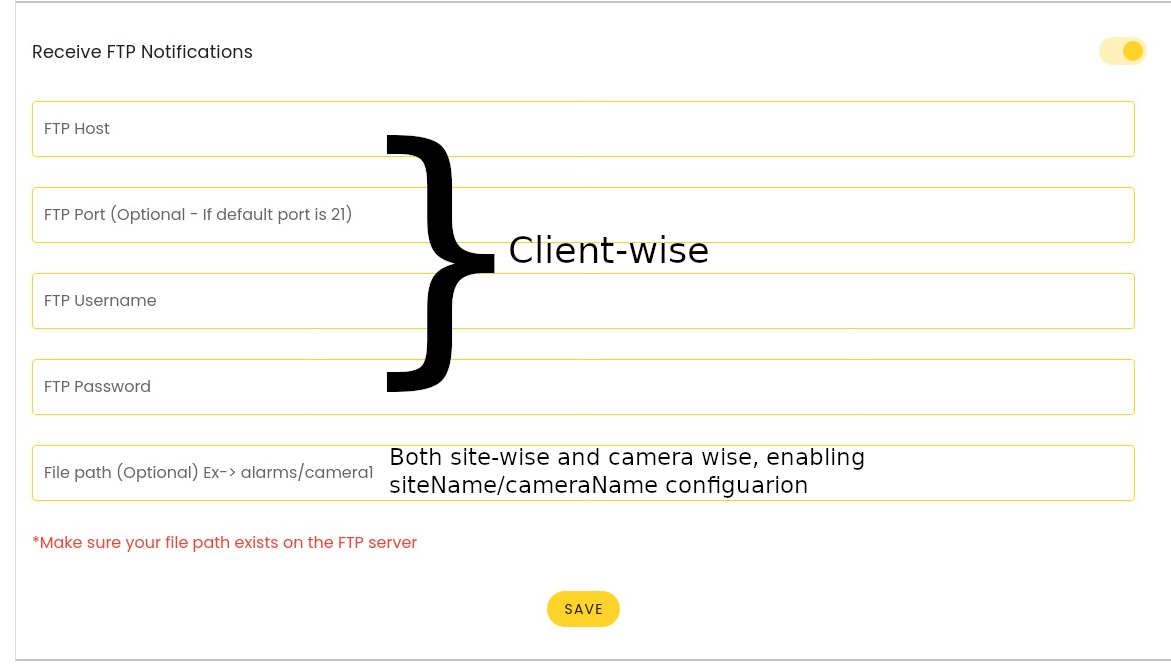 Receive FTP Notifications
FTP Host
FTP Port (Optional - If default port is 21)
Client-wise
FTP Username
FTP Password
File path (Optional) Ex-> alarms/camera1
Both site-wise and camera wise, enabling
siteName/cameraName configuarion
*Make sure your file path exists on the FTP server
SAVE